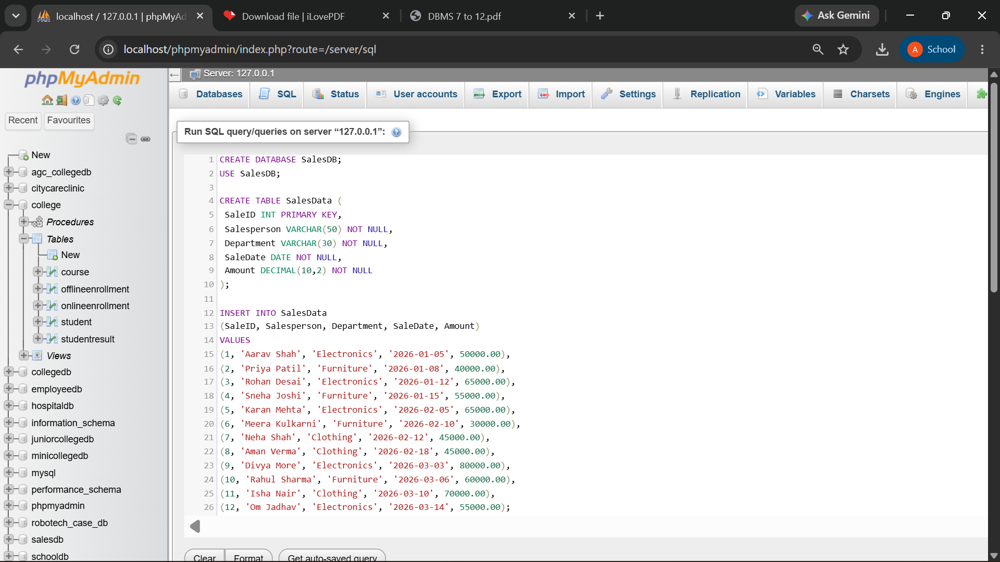 localhost / 127.0.0.1 | phpMyAd
Download file | iLovePDF
DBMS 7 to 12.pdf
Ask Gemini
localhost/phpmyadmin/index.php?route=/server/sql
A School
phpMyAdmin
Recent
Favourites
New
agc_collegedb
citycareclinic
college
Procedures
Tables
New
course
offlineenrollment
onlineenrollment
student
studentresult
Views
collegedb
employeedb
hospitaldb
information_schema
juniorcollegedb
minicollegedb
mysql
performance_schema
phpmyadmin
robotech_case_db
salesdb
schooldb
Server: 127.0.0.1
Databases
SQL
Status
User accounts
Export
Import
Settings
Replication
Variables
Charsets
Engines
Run SQL query/queries on server “127.0.0.1”:
1 CREATE DATABASE SalesDB;
2 USE SalesDB;
3
4 CREATE TABLE SalesData (
5 SaleID INT PRIMARY KEY,
6 Salesperson VARCHAR(50) NOT NULL,
7 Department VARCHAR(30) NOT NULL,
8 SaleDate DATE NOT NULL,
9 Amount DECIMAL(10,2) NOT NULL
10 );
11
12 INSERT INTO SalesData
13 (SaleID, Salesperson, Department, SaleDate, Amount)
14 VALUES
15 (1, 'Aarav Shah', 'Electronics', '2026-01-05', 50000.00),
16 (2, 'Priya Patil', 'Furniture', '2026-01-08', 40000.00),
17 (3, 'Rohan Desai', 'Electronics', '2026-01-12', 65000.00),
18 (4, 'Sneha Joshi', 'Furniture', '2026-01-15', 55000.00),
19 (5, 'Karan Mehta', 'Electronics', '2026-02-05', 65000.00),
20 (6, 'Meera Kulkarni', 'Furniture', '2026-02-10', 30000.00),
21 (7, 'Neha Shah', 'Clothing', '2026-02-12', 45000.00),
22 (8, 'Aman Verma', 'Clothing', '2026-02-18', 45000.00),
23 (9, 'Divya More', 'Electronics', '2026-03-03', 80000.00),
24 (10, 'Rahul Sharma', 'Furniture', '2026-03-06', 60000.00),
25 (11, 'Isha Nair', 'Clothing', '2026-03-10', 70000.00),
26 (12, 'Om Jadhav', 'Electronics', '2026-03-14', 55000.00);
Clear
Format
Get auto-saved query